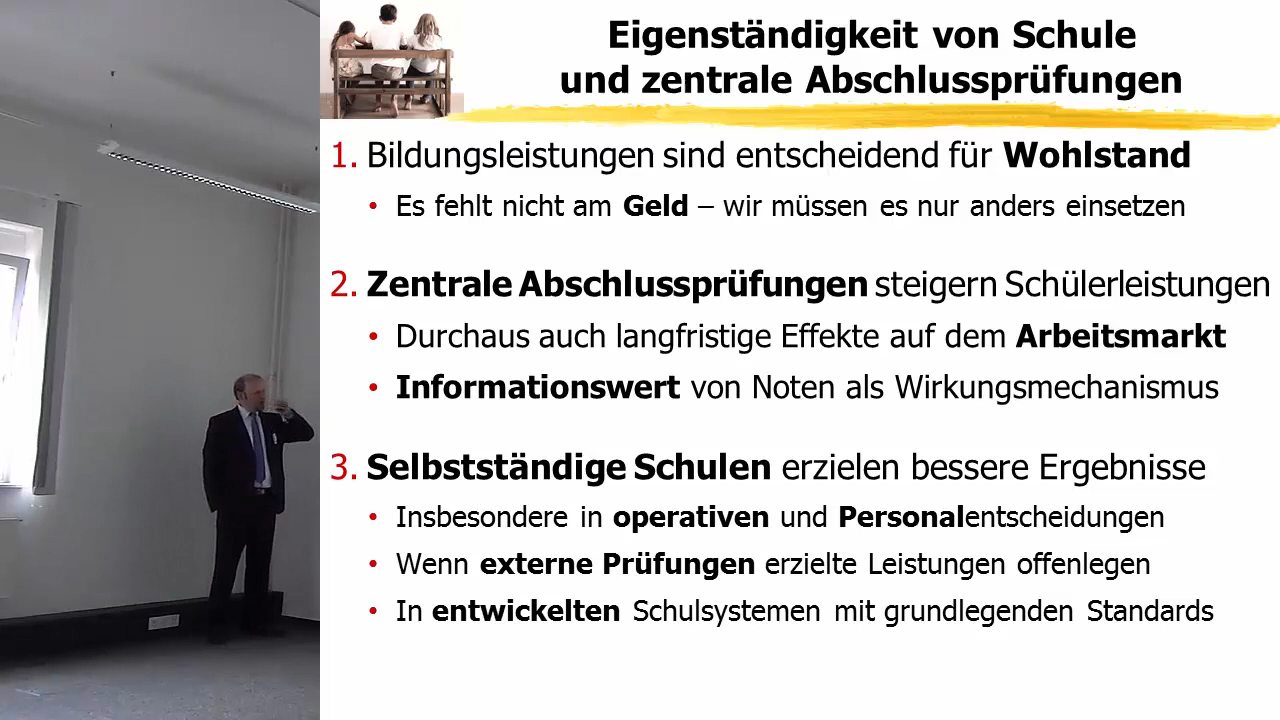 Eigenständigkeit von Schule
und zentrale Abschlussprüfungen
1. Bildungsleistungen sind entscheidend für Wohlstand
• Es fehlt nicht am Geld – wir müssen es nur anders einsetzen
2. Zentrale Abschlussprüfungen steigern Schülerleistungen
• Durchaus auch langfristige Effekte auf dem Arbeitsmarkt
• Informationswert von Noten als Wirkungsmechanismus
3. Selbstständige Schulen erzielen bessere Ergebnisse
• Insbesondere in operativen und Personalentscheidungen
• Wenn externe Prüfungen erzielte Leistungen offenlegen
• In entwickelten Schulsystemen mit grundlegenden Standards